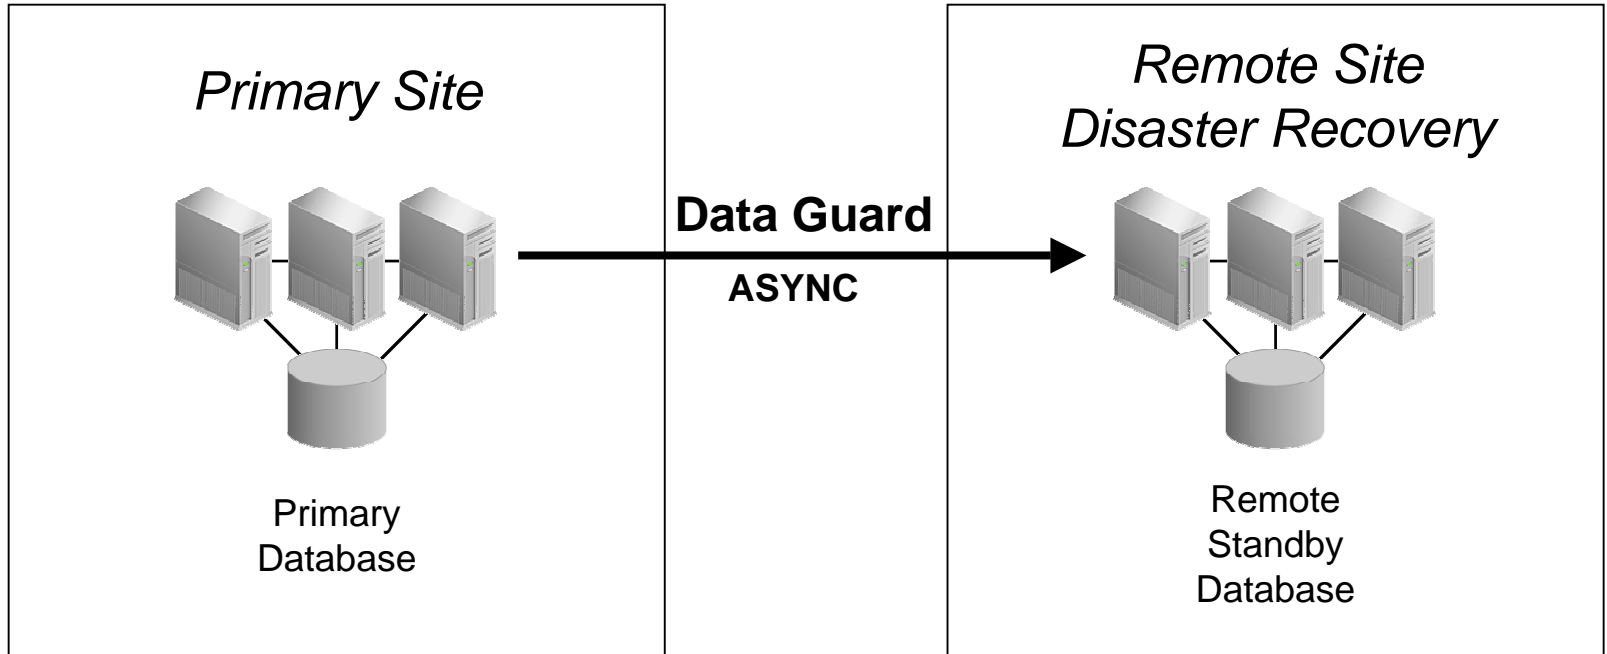 Primary Site
Primary
Database
Data Guard
ASYNC
Remote Site
Disaster Recovery
Remote
Standby
Database